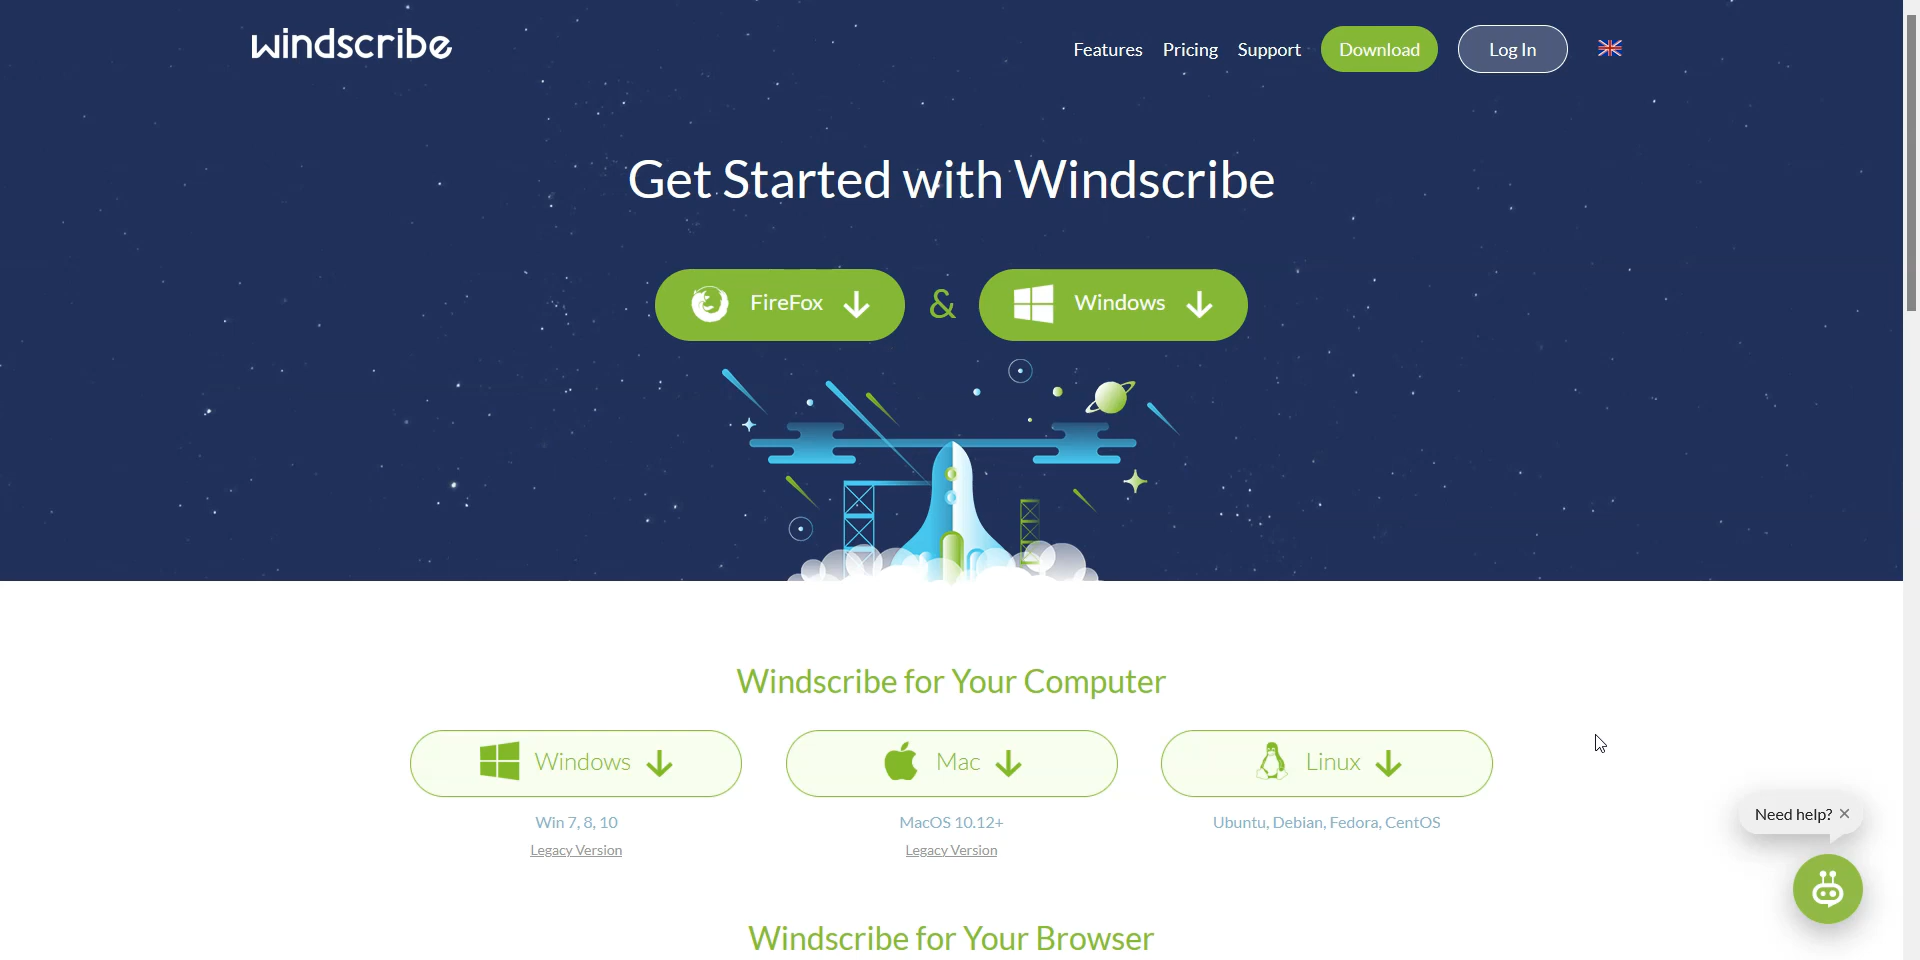 windscribe
Features Pricing Support Download Log In
Get Started with Windscribe
FireFox & Windows
Windscribe for Your Computer
Windows Mac Linux
Win 7, 8, 10 MacOS 10.12+ Ubuntu, Debian, Fedora, CentOS
Legacy Version Legacy Version
Need help? ×
Windscribe for Your Browser